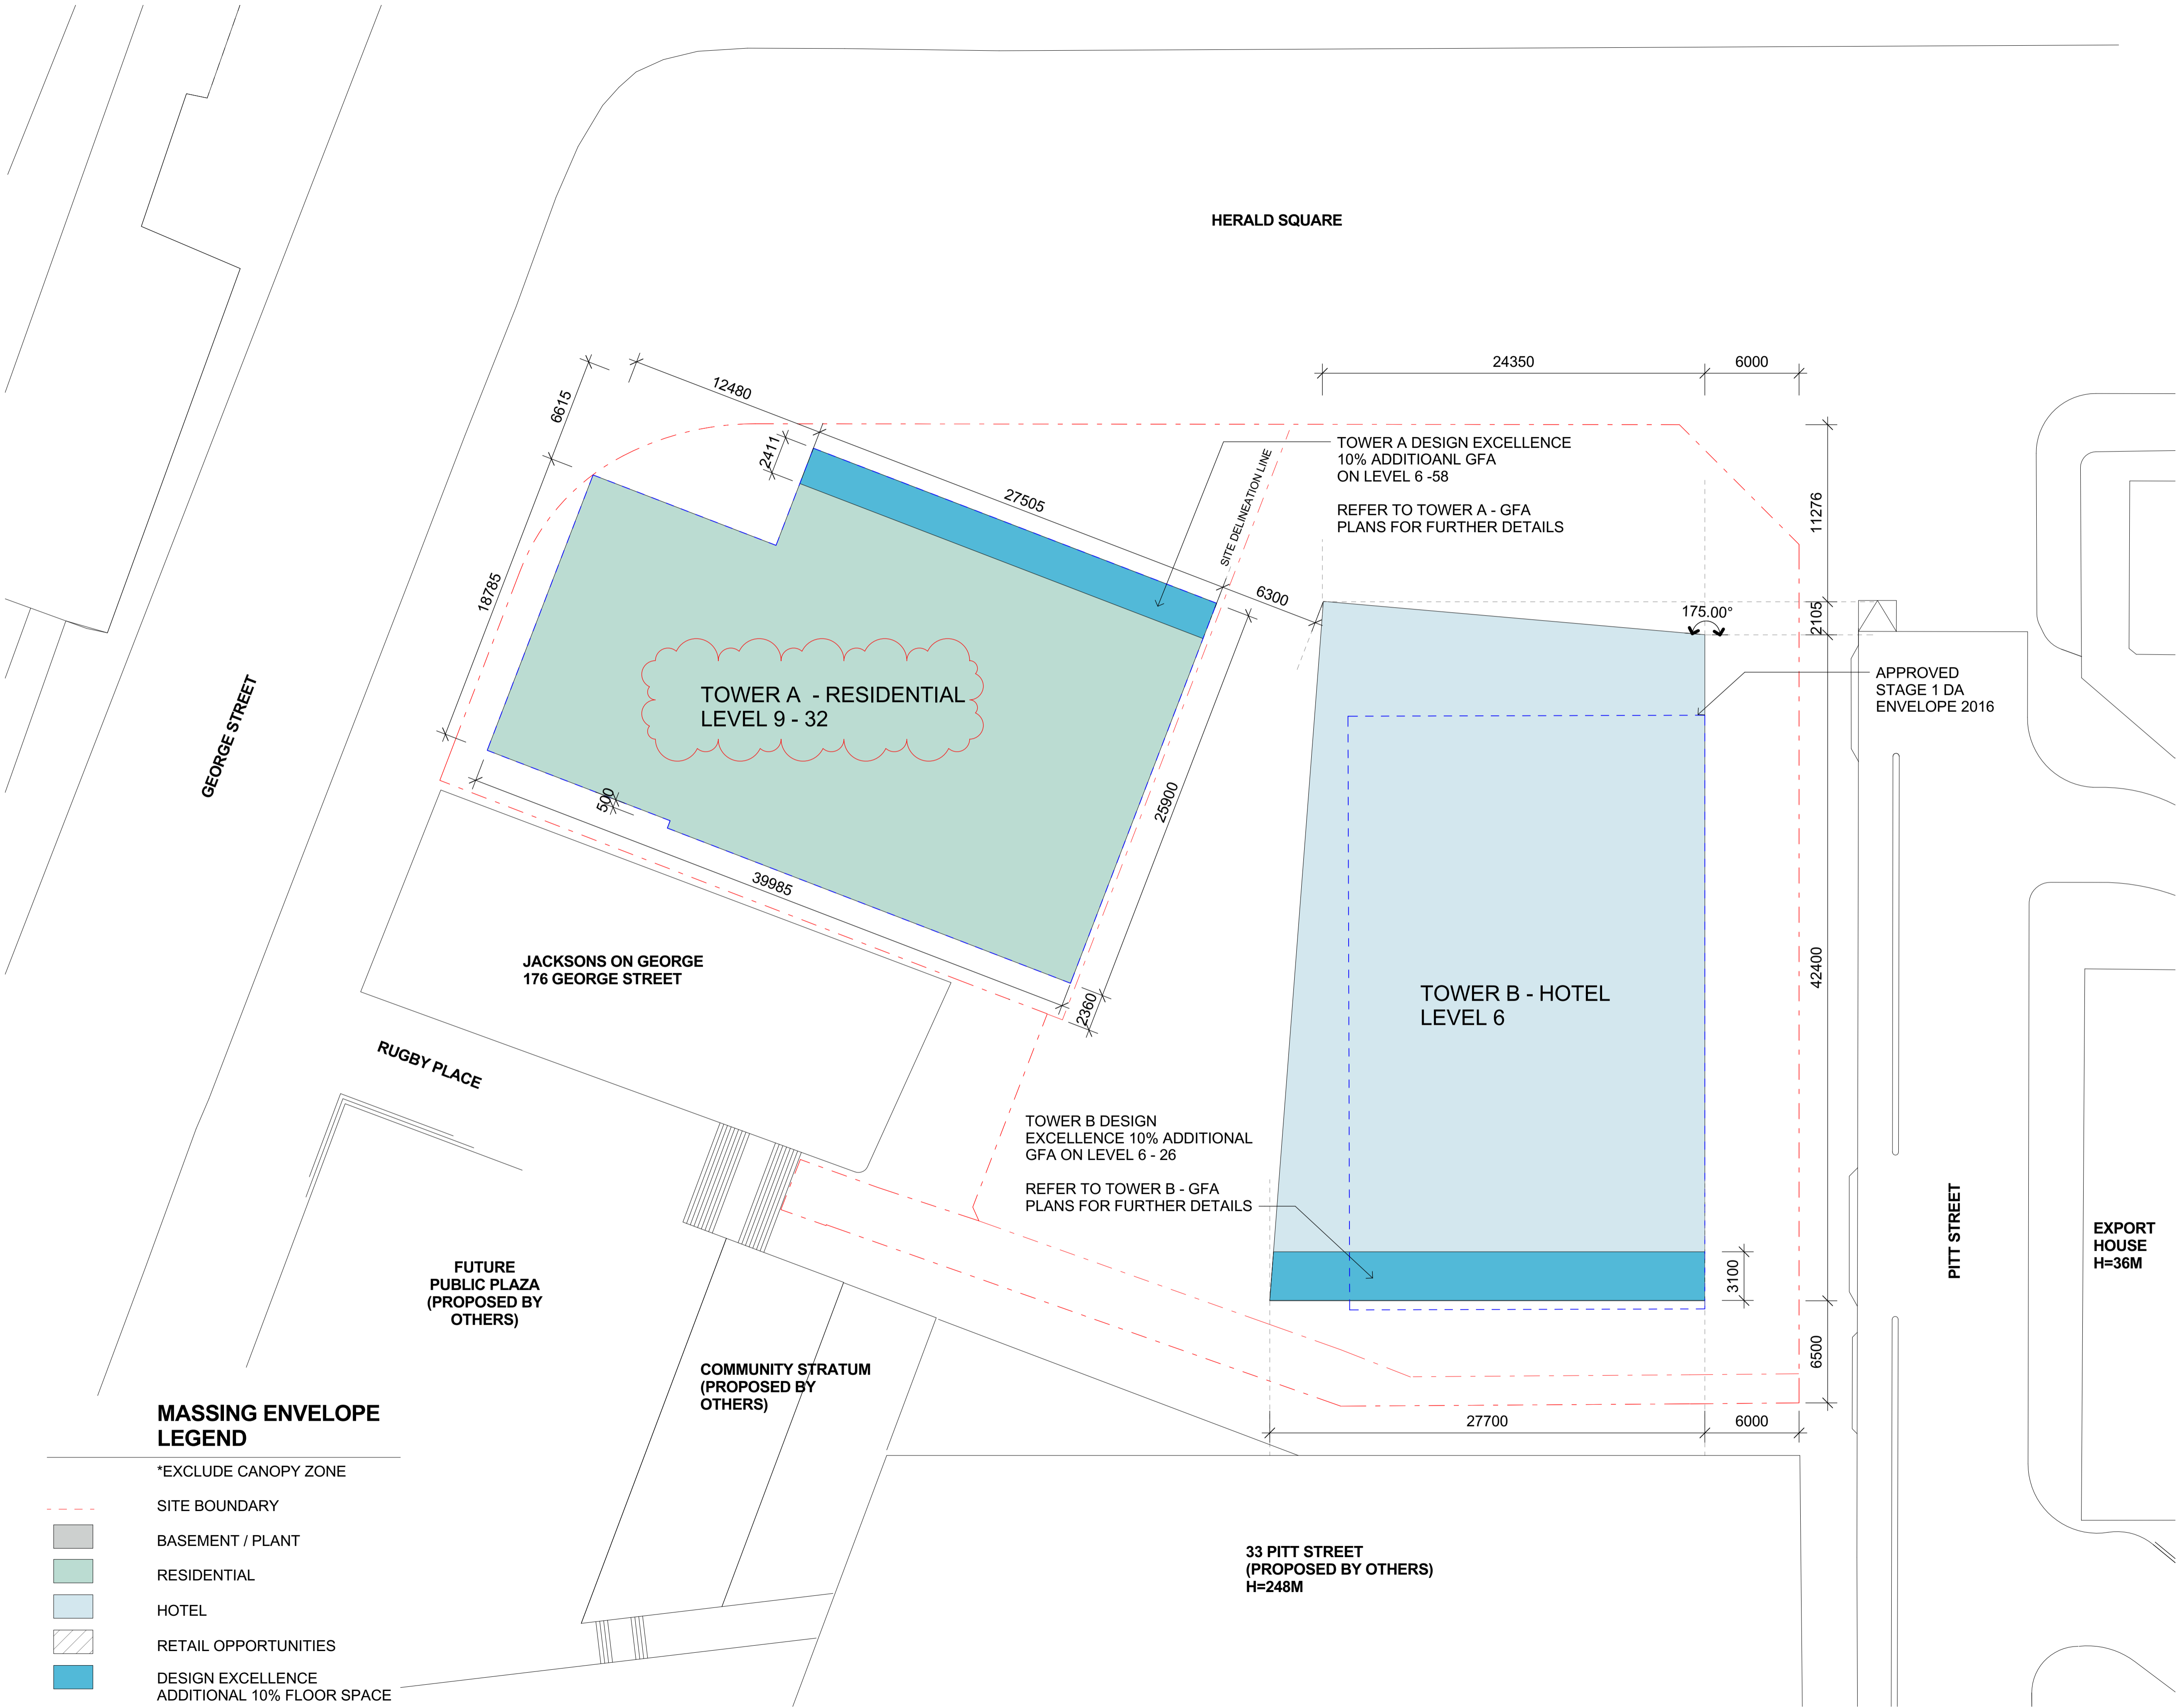 HERALD SQUARE
24350
6000
12480
6615
2411
27505
SITE DELINEATION LINE
TOWER A DESIGN EXCELLENCE
10% ADDITIOANL GFA
ON LEVEL 6 -58
REFER TO TOWER A - GFA
PLANS FOR FURTHER DETAILS
11276
18785
6300
175.00°
2105
TOWER A - RESIDENTIAL
LEVEL 9 - 32
APPROVED
STAGE 1 DA
ENVELOPE 2016
GEORGE STREET
500
25900
39985
JACKSONS ON GEORGE
176 GEORGE STREET
2360
42400
TOWER B - HOTEL
LEVEL 6
RUGBY PLACE
TOWER B DESIGN
EXCELLENCE 10% ADDITIONAL
GFA ON LEVEL 6 - 26
REFER TO TOWER B - GFA
PLANS FOR FURTHER DETAILS
PITT STREET
EXPORT
HOUSE
H=36M
3100
FUTURE
PUBLIC PLAZA
(PROPOSED BY
OTHERS)
6500
COMMUNITY STRATUM
(PROPOSED BY
OTHERS)
27700
6000
33 PITT STREET
(PROPOSED BY OTHERS)
H=248M
MASSING ENVELOPE
LEGEND
*EXCLUDE CANOPY ZONE
SITE BOUNDARY
BASEMENT / PLANT
RESIDENTIAL
HOTEL
RETAIL OPPORTUNITIES
DESIGN EXCELLENCE
ADDITIONAL 10% FLOOR SPACE